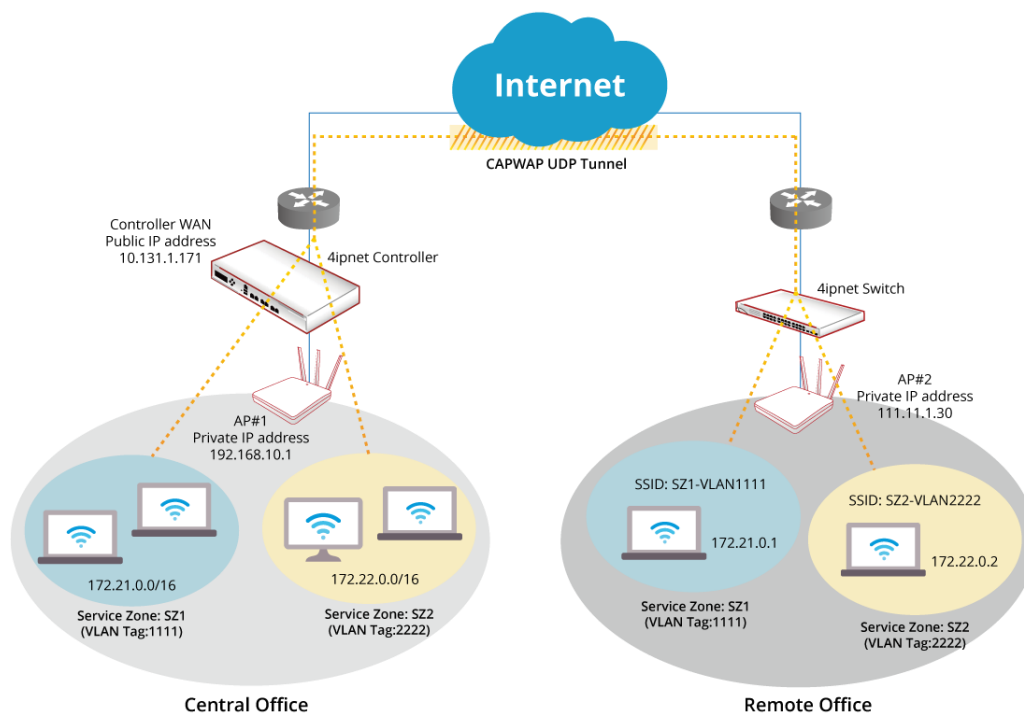 Internet
CAPWAP UDP Tunnel
Controller WAN
Public IP address
10.131.1.171
4ipnet Controller
4ipnet Switch
AP#1
Private IP address
192.168.10.1
AP#2
Private IP address
111.11.1.30
172.21.0.0/16
Service Zone: SZ1
(VLAN Tag:1111)
172.22.0.0/16
Service Zone: SZ2
(VLAN Tag:2222)
SSID: SZ1-VLAN1111
172.21.0.1
Service Zone: SZ1
(VLAN Tag:1111)
SSID: SZ2-VLAN2222
172.22.0.2
Service Zone: SZ2
(VLAN Tag:2222)
Central Office
Remote Office